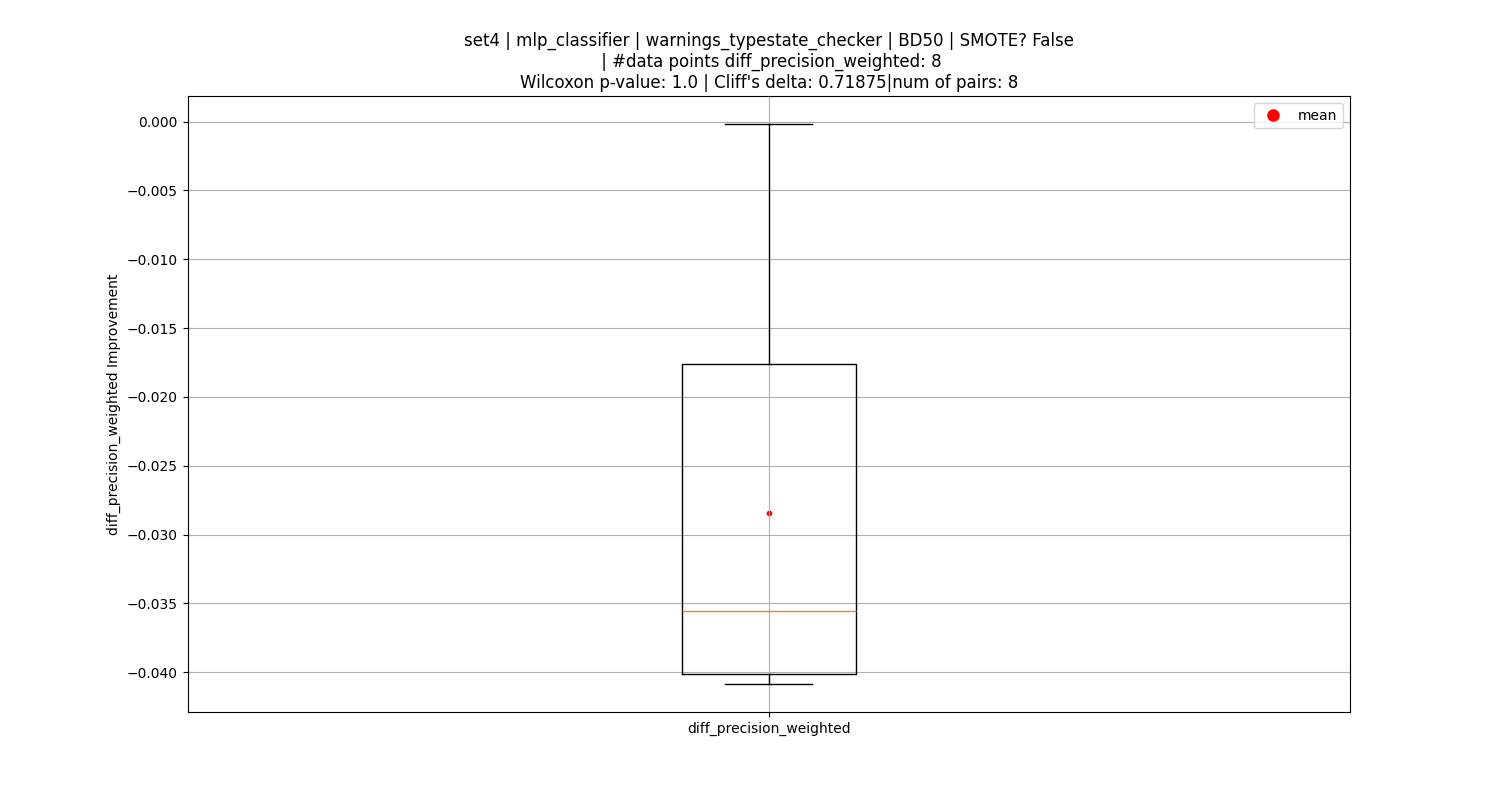 set4 | mlp_classifier | warnings_typestate_checker | BD50 | SMOTE? False
| #data points diff_precision_weighted: 8
Wilcoxon p-value: 1.0 | Cliff's delta: 0.71875|num of pairs: 8
mean
0.000
−0.005
−0.010
−0.015
−0.020
−0.025
−0.030
−0.035
−0.040
diff_precision_weighted Improvement
diff_precision_weighted